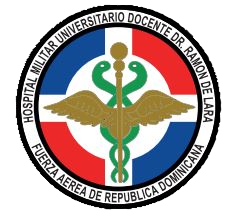 HOSPITAL MILITAR UNIVERSITARIO DOCENTE DR. RAMON DE LARA
FUERZA AEREA DE REPUBLICA DOMINICANA